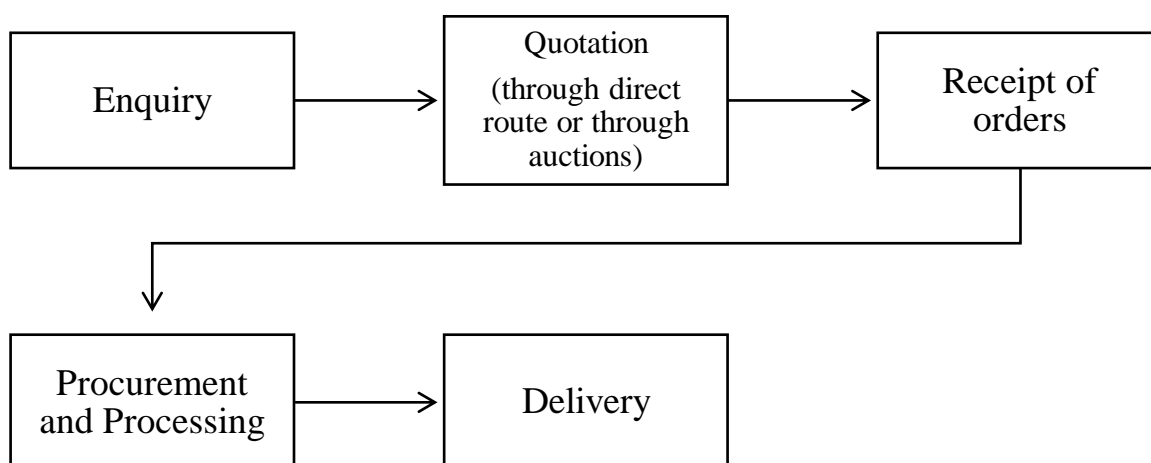 Enquiry
Quotation
(through direct
route or through
auctions)
Receipt of
orders
Procurement
and Processing
Delivery